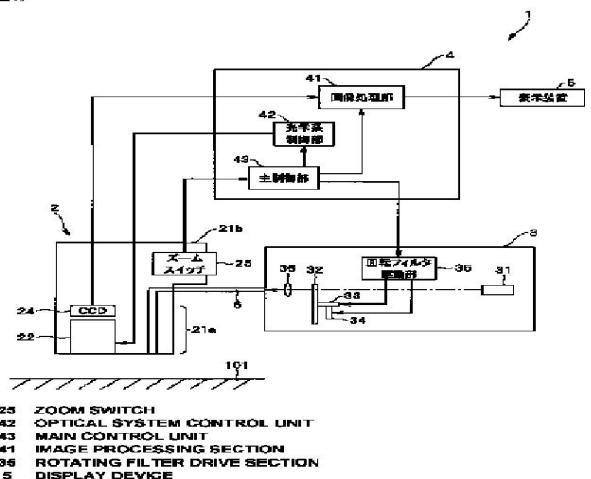 1
4
41
画像処理部
5
表示装置
42
光学系
制御部
43
主制御部
2
21b
ズーム
スイッチ
25
3
回転フィルタ
駆動部
35
36
32
31
33
34
6
24
CCD
22
21a
101
25 ZOOM SWITCH
42 OPTICAL SYSTEM CONTROL UNIT
43 MAIN CONTROL UNIT
41 IMAGE PROCESSING SECTION
35 ROTATING FILTER DRIVE SECTION
5 DISPLAY DEVICE